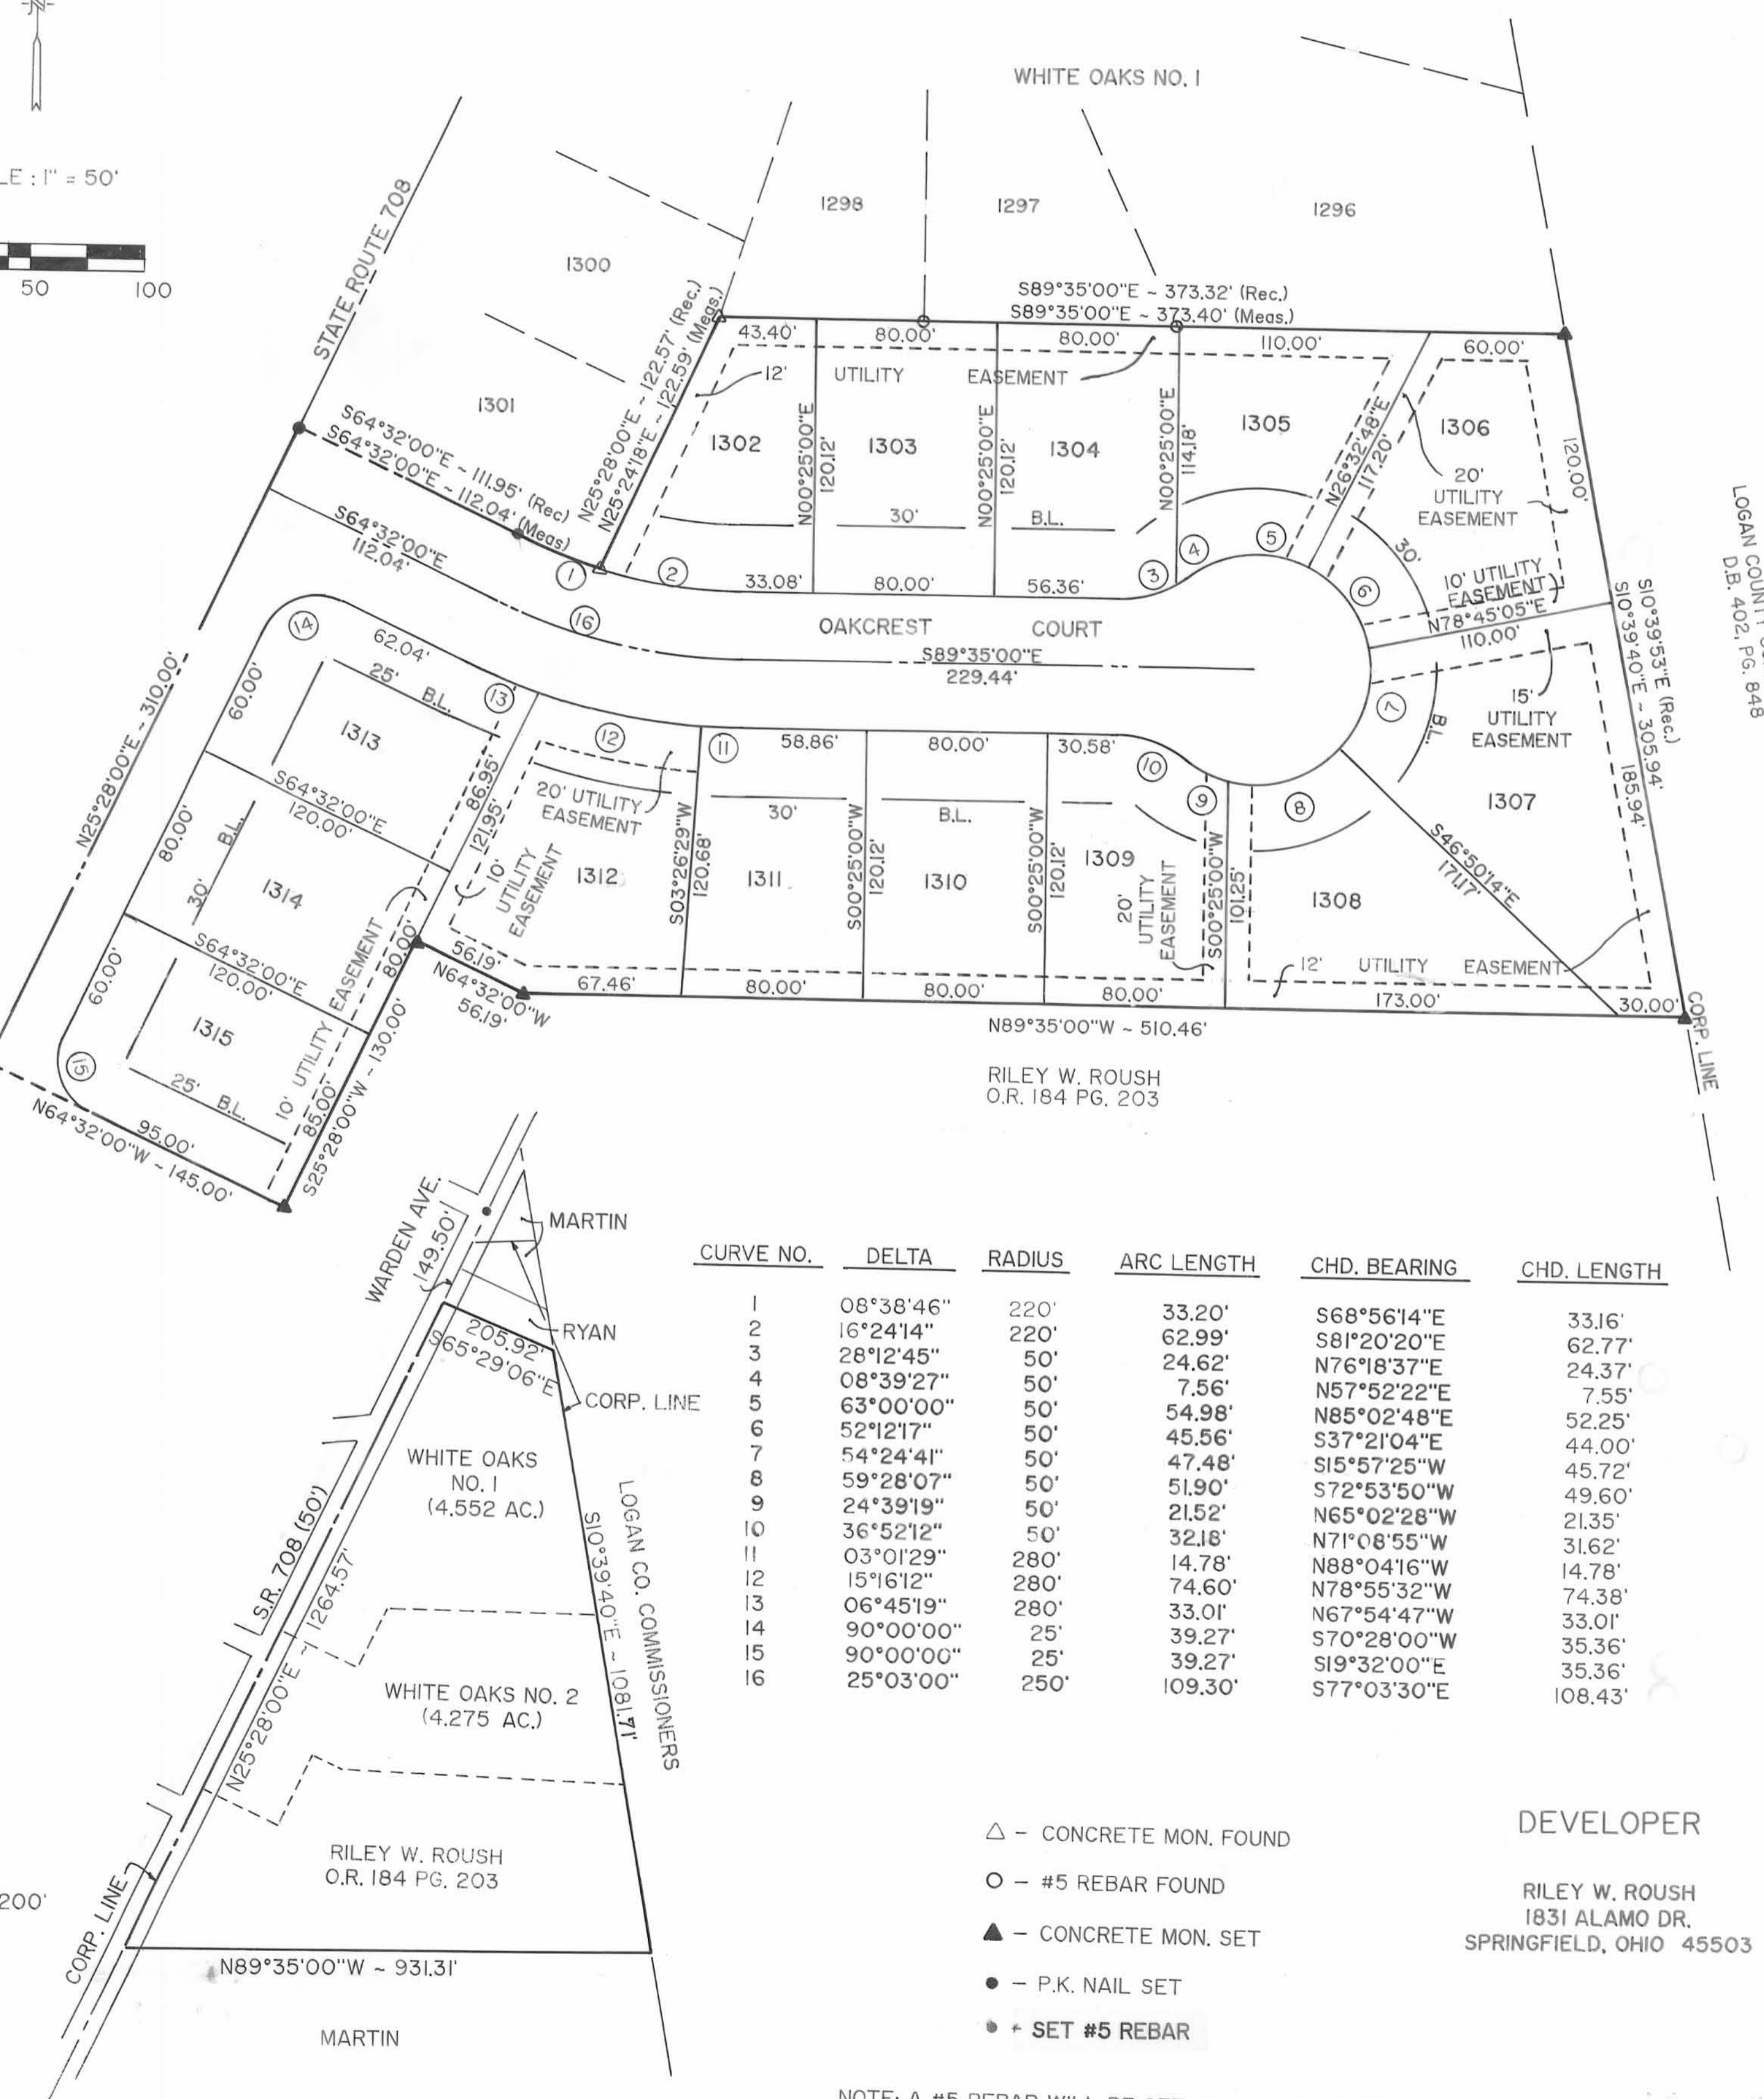 N
LE : 1" = 50'
50 100
WHITE OAKS NO. 1
STATE ROUTE 708
1300
1298
1297
1296
1301
S89°35'00"E ~ 373.32' (Rec.)
S89°35'00"E ~ 373.40' (Meas.)
N25°28'00"E ~ 122.57' (Rec.)
N25°24'18"E ~ 122.59' (Meas.)
S64°32'00"E ~ 111.95' (Rec)
S64°32'00"E ~ 112.04' (Meas)
S64°32'00"E
112.04'
43.40'
80.00'
80.00'
110.00'
60.00'
12' UTILITY EASEMENT
1302
N00°25'00"E
120.12'
1303
N00°25'00"E
120.12'
1304
N00°25'00"E
114.18'
1305
N26°32'48"E
117.20'
1306
20'
UTILITY
EASEMENT
120.00'
30' B.L.
30'
10' UTILITY
EASEMENT
N78°45'05"E
110.00'
1
2
33.08'
80.00'
56.36'
3
4
5
6
7
8
9
10
11
12
13
14
15
16
OAKCREST COURT
S89°35'00"E
229.44'
S10°39'53"E (Rec.)
S10°39'40"E ~ 305.94'
185.94'
LOGAN COUNTY
D.B. 402, PG. 848
15'
UTILITY
EASEMENT
B.L.
1307
62.04'
25' B.L.
60.00'
1313
N25°28'00"E ~ 310.00'
S64°32'00"E
120.00'
86.95'
121.95'
80.00'
B.L.
30'
1314
S64°32'00"E
120.00'
60.00'
1315
25' B.L.
10' UTILITY EASEMENT
80.00'
85.00'
S25°28'00"W ~ 130.00'
95.00'
N64°32'00"W ~ 145.00'
20' UTILITY
EASEMENT
10'
UTILITY
EASEMENT
1312
56.19'
N64°32'00"W
56.19'
67.46'
S03°26'29"W
120.68'
58.86'
80.00'
30.58'
30'
B.L.
1311
S00°25'00"W
120.12'
1310
S00°25'00"W
120.12'
1309
20'
UTILITY
EASEMENT
S00°25'00"W
101.25'
1308
S46°50'14"E
171.17'
12' UTILITY EASEMENT
80.00'
80.00'
80.00'
173.00'
30.00'
CORP. LINE
N89°35'00"W ~ 510.46'
RILEY W. ROUSH
O.R. 184 PG. 203
WARDEN AVE.
149.50'
MARTIN
RYAN
205.92'
S65°29'06"E
CORP. LINE
WHITE OAKS
NO. 1
(4.552 AC.)
S.R. 708 (50')
N25°28'00"E ~ 1264.57'
S10°39'40"E ~ 1081.71'
LOGAN CO. COMMISSIONERS
WHITE OAKS NO. 2
(4.275 AC.)
RILEY W. ROUSH
O.R. 184 PG. 203
CORP. LINE
200'
N89°35'00"W ~ 931.31'
MARTIN
CURVE NO. DELTA RADIUS ARC LENGTH CHD. BEARING CHD. LENGTH
1 08°38'46" 220' 33.20' S68°56'14"E 33.16'
2 16°24'14" 220' 62.99' S81°20'20"E 62.77'
3 28°12'45" 50' 24.62' N76°18'37"E 24.37'
4 08°39'27" 50' 7.56' N57°52'22"E 7.55'
5 63°00'00" 50' 54.98' N85°02'48"E 52.25'
6 52°12'17" 50' 45.56' S37°21'04"E 44.00'
7 54°24'41" 50' 47.48' S15°57'25"W 45.72'
8 59°28'07" 50' 51.90' S72°53'50"W 49.60'
9 24°39'19" 50' 21.52' N65°02'28"W 21.35'
10 36°52'12" 50' 32.18' N71°08'55"W 31.62'
11 03°01'29" 280' 14.78' N88°04'16"W 14.78'
12 15°16'12" 280' 74.60' N78°55'32"W 74.38'
13 06°45'19" 280' 33.01' N67°54'47"W 33.01'
14 90°00'00" 25' 39.27' S70°28'00"W 35.36'
15 90°00'00" 25' 39.27' S19°32'00"E 35.36'
16 25°03'00" 250' 109.30' S77°03'30"E 108.43'
△ – CONCRETE MON. FOUND
O – #5 REBAR FOUND
▲ – CONCRETE MON. SET
● – P.K. NAIL SET
● – SET #5 REBAR
DEVELOPER
RILEY W. ROUSH
1831 ALAMO DR.
SPRINGFIELD, OHIO 45503